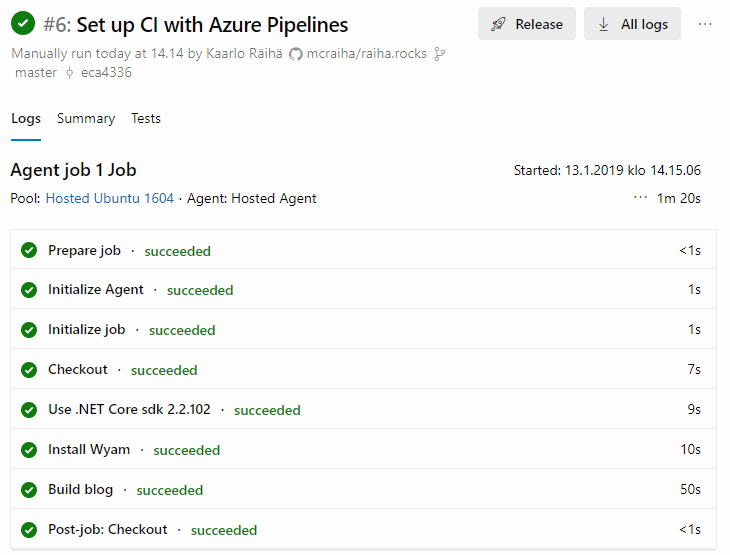 #6: Set up CI with Azure Pipelines
Release
All logs
Manually run today at 14.14 by Kaarlo Räihä mcraiha/raiha.rocks
master eca4336
Logs Summary Tests
Agent job 1 Job
Started: 13.1.2019 klo 14.15.06
Pool: Hosted Ubuntu 1604 · Agent: Hosted Agent
··· 1m 20s
Prepare job · succeeded <1s
Initialize Agent · succeeded 1s
Initialize job · succeeded 1s
Checkout · succeeded 7s
Use .NET Core sdk 2.2.102 · succeeded 9s
Install Wyam · succeeded 10s
Build blog · succeeded 50s
Post-job: Checkout · succeeded <1s